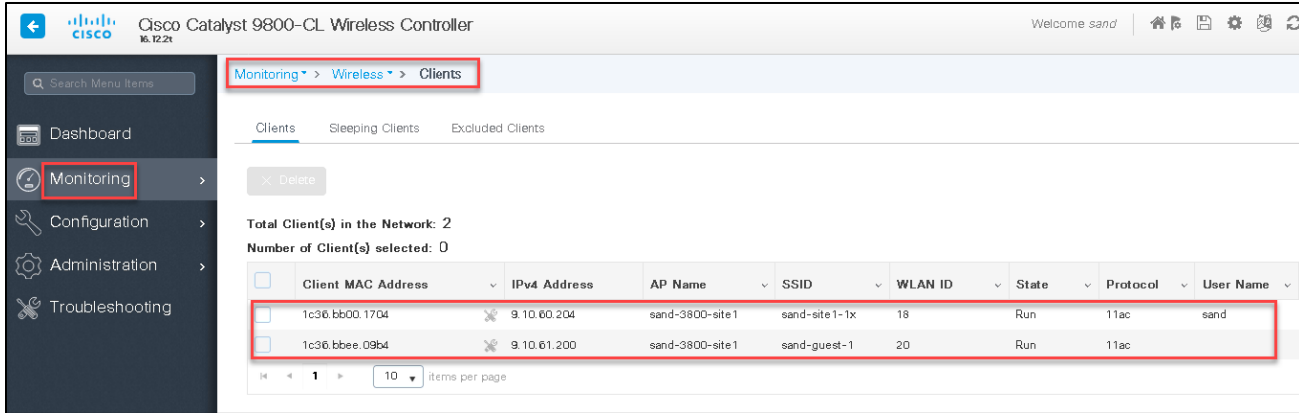 CISCO
Cisco Catalyst 9800-CL Wireless Controller
16.12.2t
Welcome sand
Search Menu Items
Dashboard
Monitoring
Configuration
Administration
Troubleshooting
Monitoring > Wireless > Clients
Clients Sleeping Clients Excluded Clients
× Delete
Total Client(s) in the Network: 2
Number of Client(s) selected: 0
Client MAC Address IPv4 Address AP Name SSID WLAN ID State Protocol User Name
1c36.bb00.1704 9.10.60.204 sand-3800-site1 sand-site1-1x 18 Run 11ac sand
1c36.bbee.09b4 9.10.61.200 sand-3800-site1 sand-guest-1 20 Run 11ac
1 10 items per page